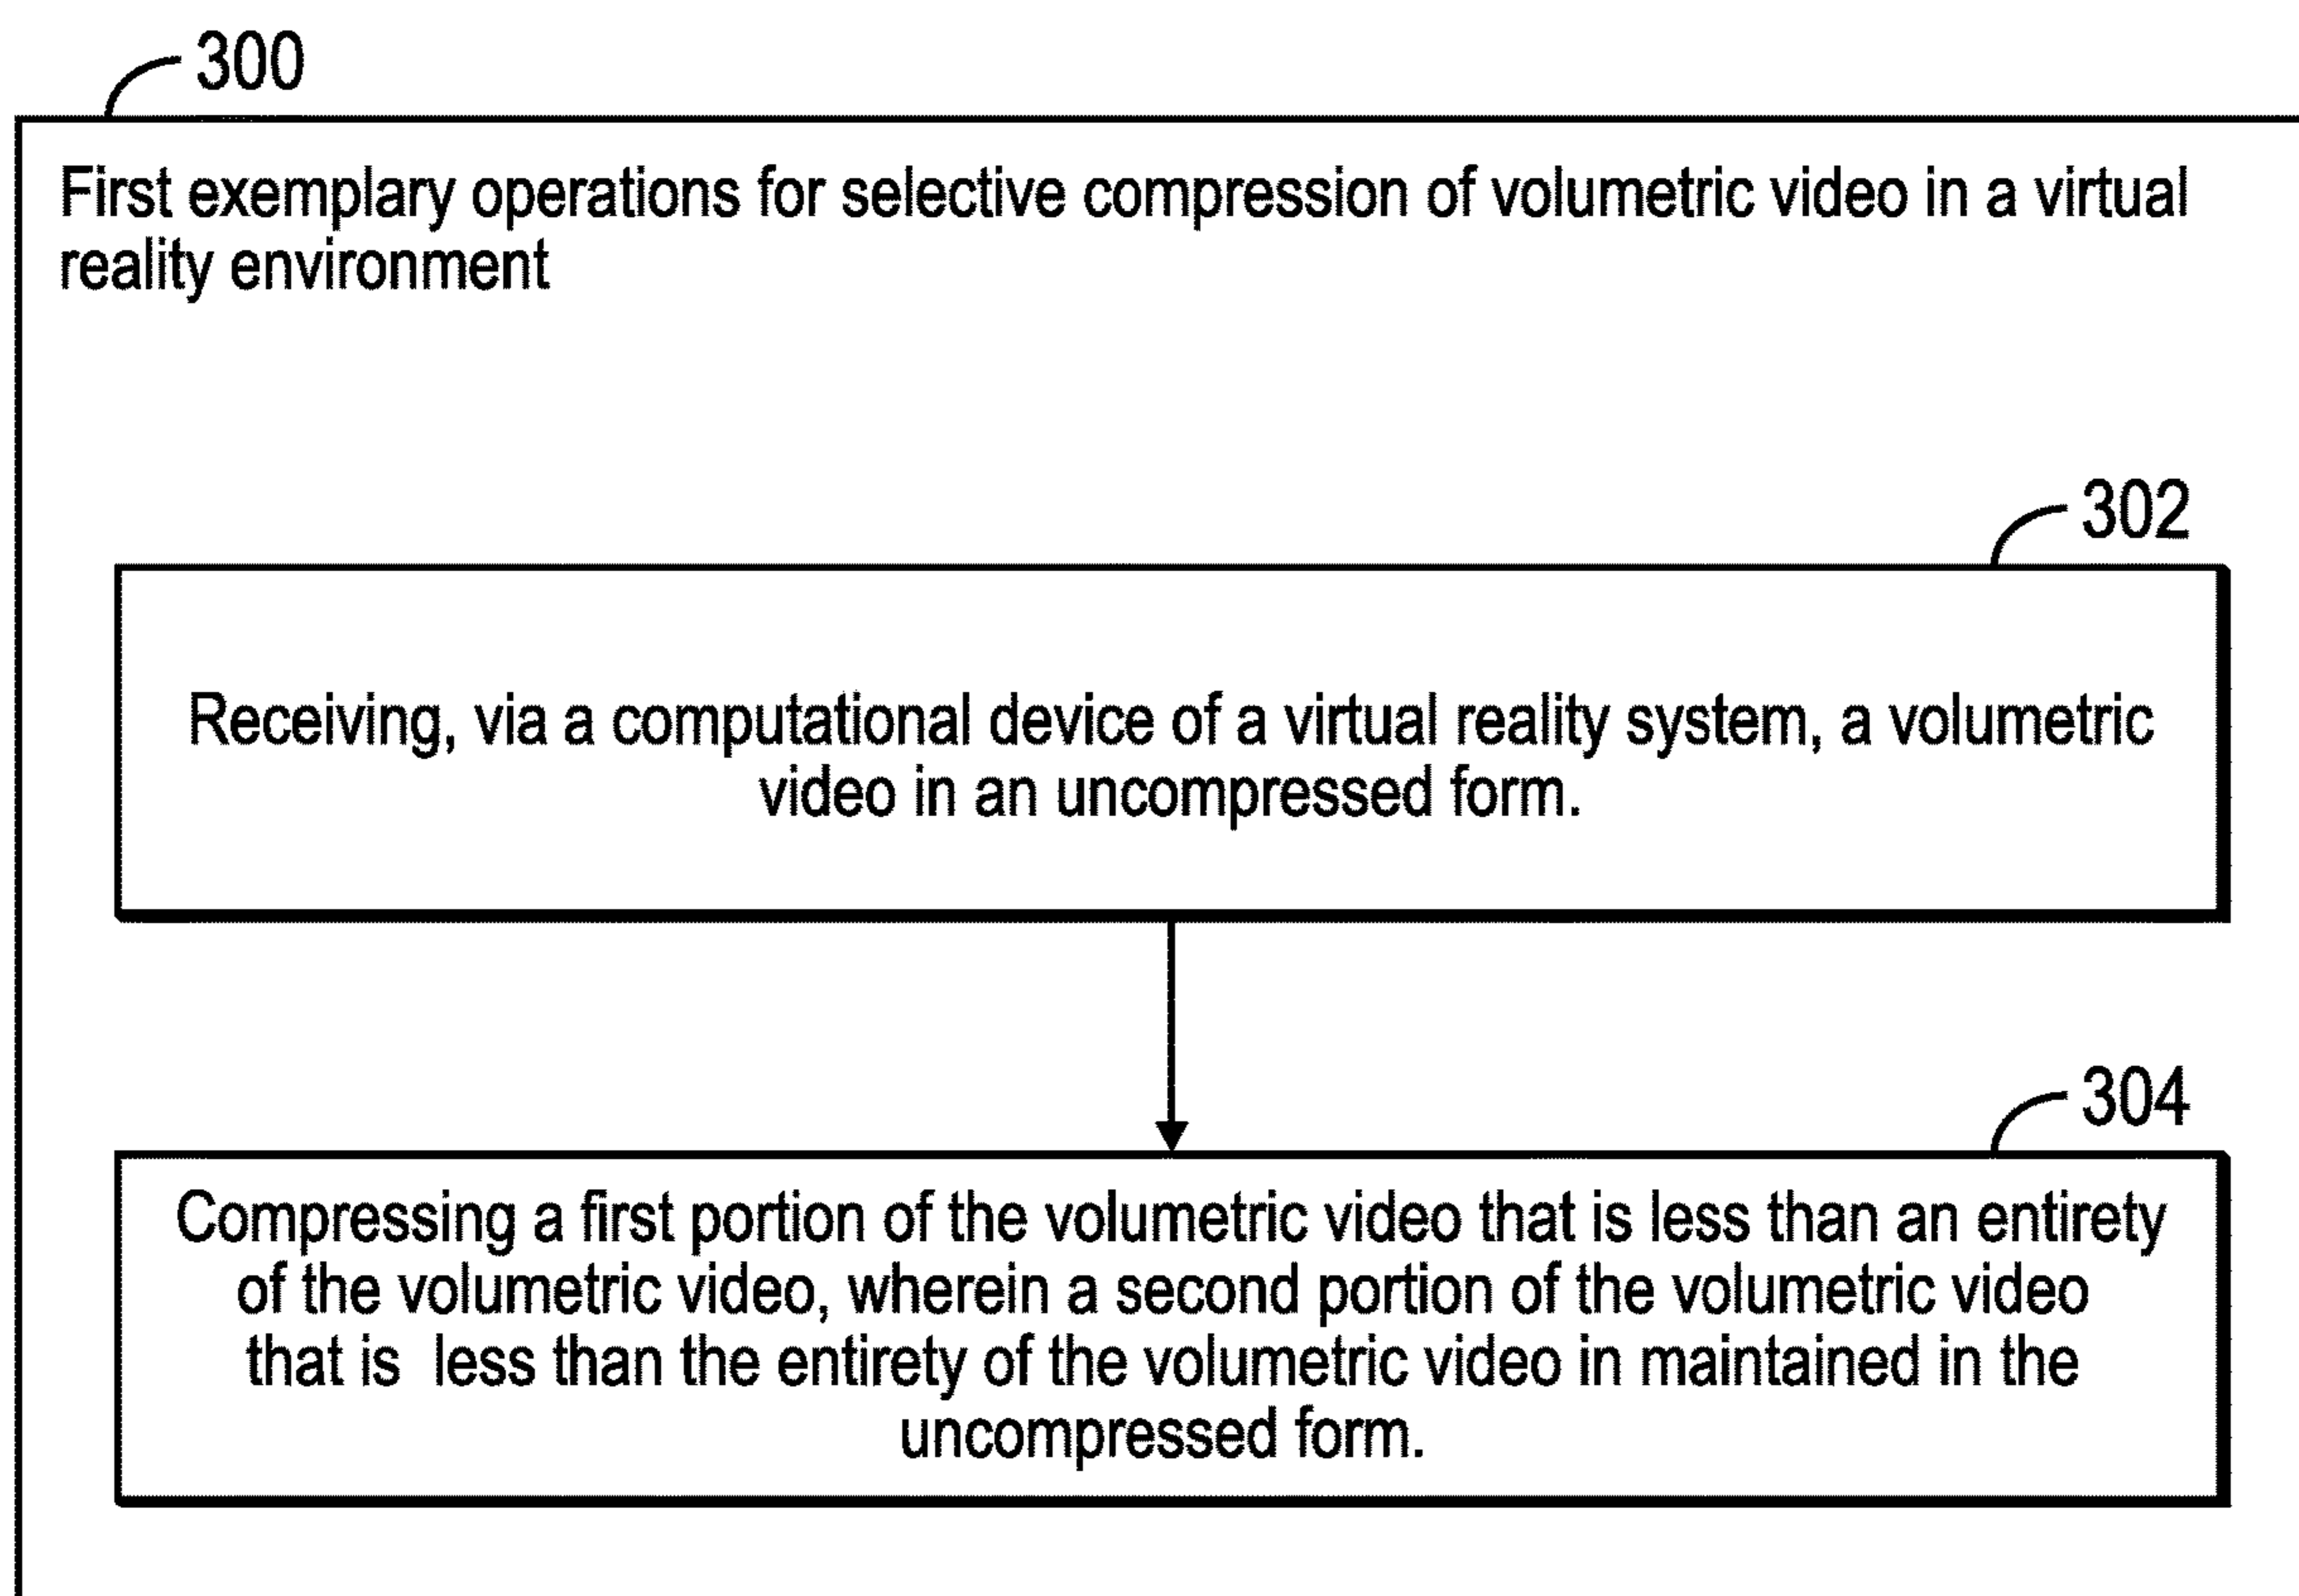 300
First exemplary operations for selective compression of volumetric video in a virtual
reality environment
302
Receiving, via a computational device of a virtual reality system, a volumetric
video in an uncompressed form.
304
Compressing a first portion of the volumetric video that is less than an entirety
of the volumetric video, wherein a second portion of the volumetric video
that is less than the entirety of the volumetric video in maintained in the
uncompressed form.